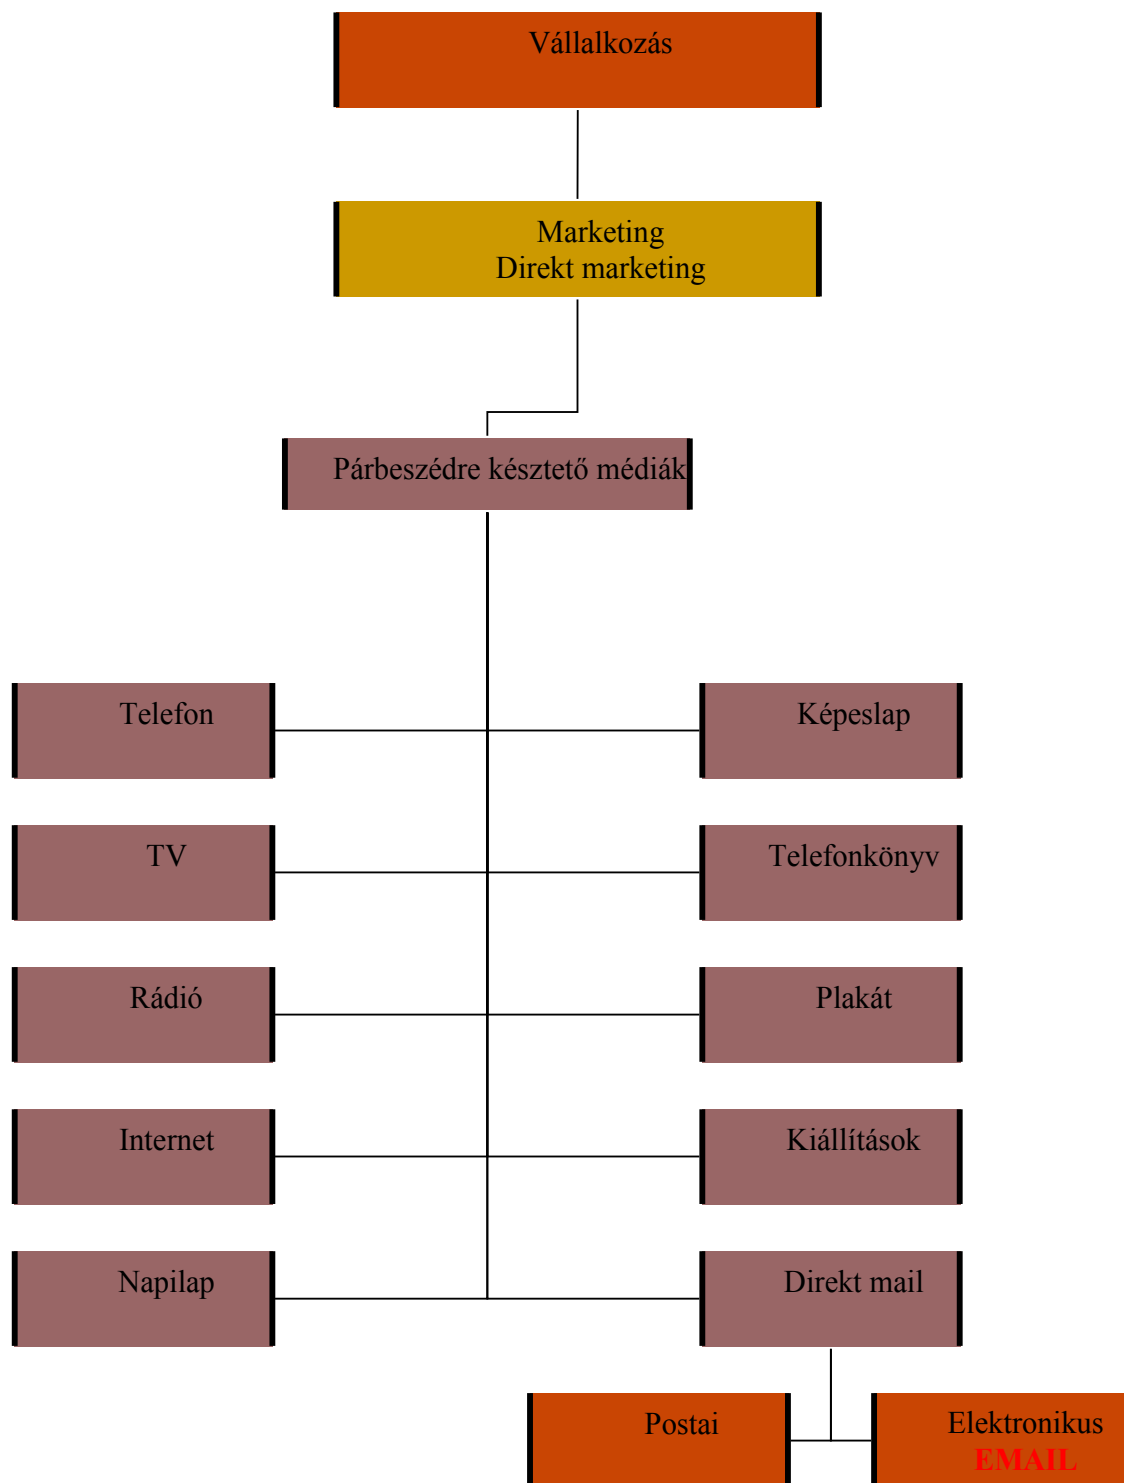 Vállalkozás
Marketing
Direkt marketing
Párbeszédre késztető médiák
Telefon
Képeslap
TV
Telefonkönyv
Rádió
Plakát
Internet
Kiállítások
Napilap
Direkt mail
Postai
Elektronikus
EMAIL